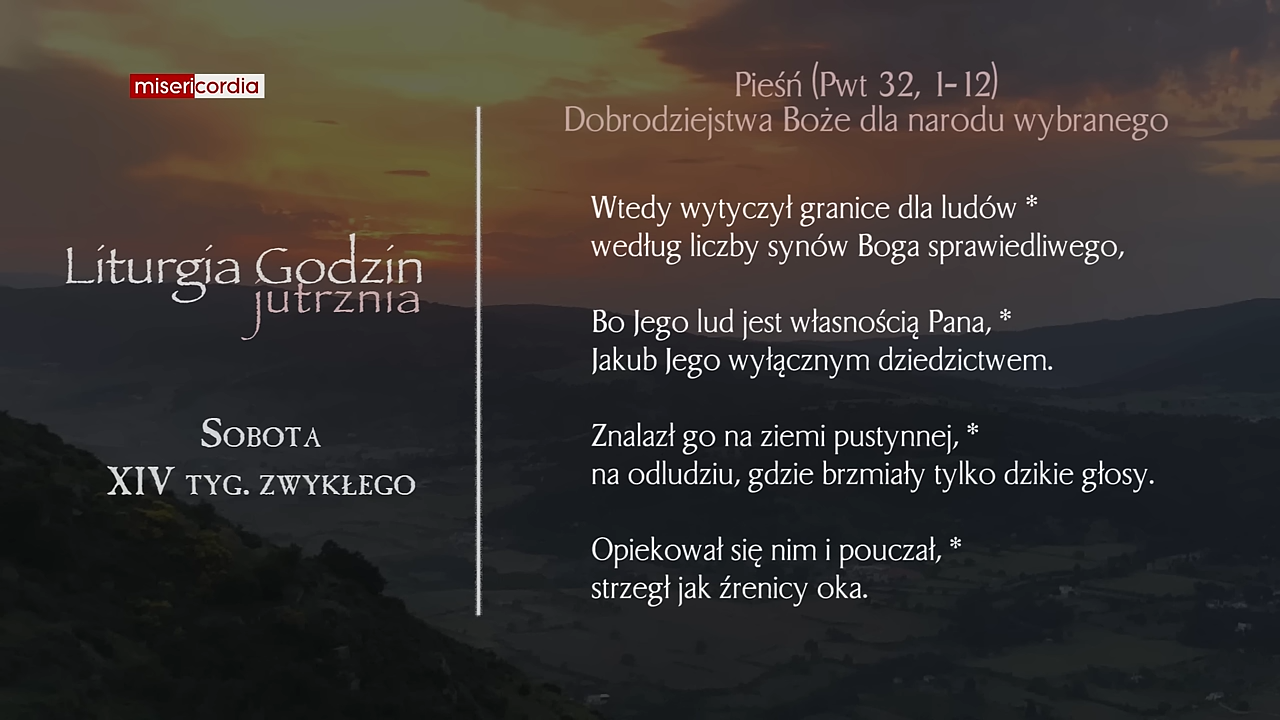 misericordia
Liturgia Godzin
jutrznia
Sobota
XIV tyg. zwykłego
Pieśń (Pwt 32, 1-12)
Dobrodziejstwa Boże dla narodu wybranego
Wtedy wytyczył granice dla ludów *
według liczby synów Boga sprawiedliwego,
Bo Jego lud jest własnością Pana, *
Jakub Jego wyłącznym dziedzictwem.
Znalazł go na ziemi pustynnej, *
na odludziu, gdzie brzmiały tylko dzikie głosy.
Opiekował się nim i pouczał, *
strzegł jak źrenicy oka.